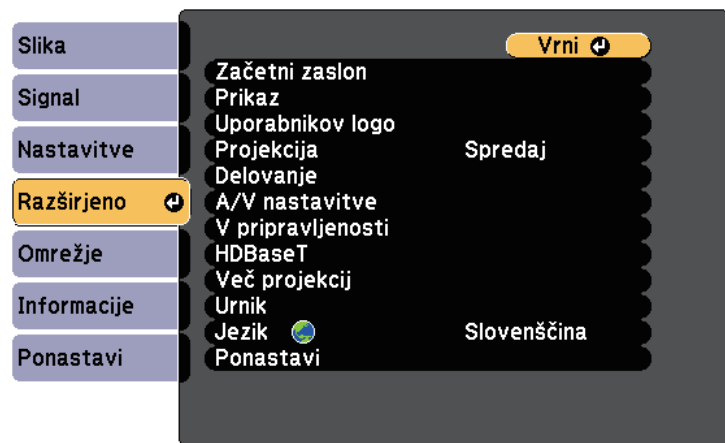 Slika
Signal
Nastavitve
Razširjeno
Omrežje
Informacije
Ponastavi
Vrni
Začetni zaslon
Prikaz
Uporabnikov logo
Projekcija Spredaj
Delovanje
A/V nastavitve
V pripravljenosti
HDBaseT
Več projekcij
Urnik
Jezik Slovenščina
Ponastavi